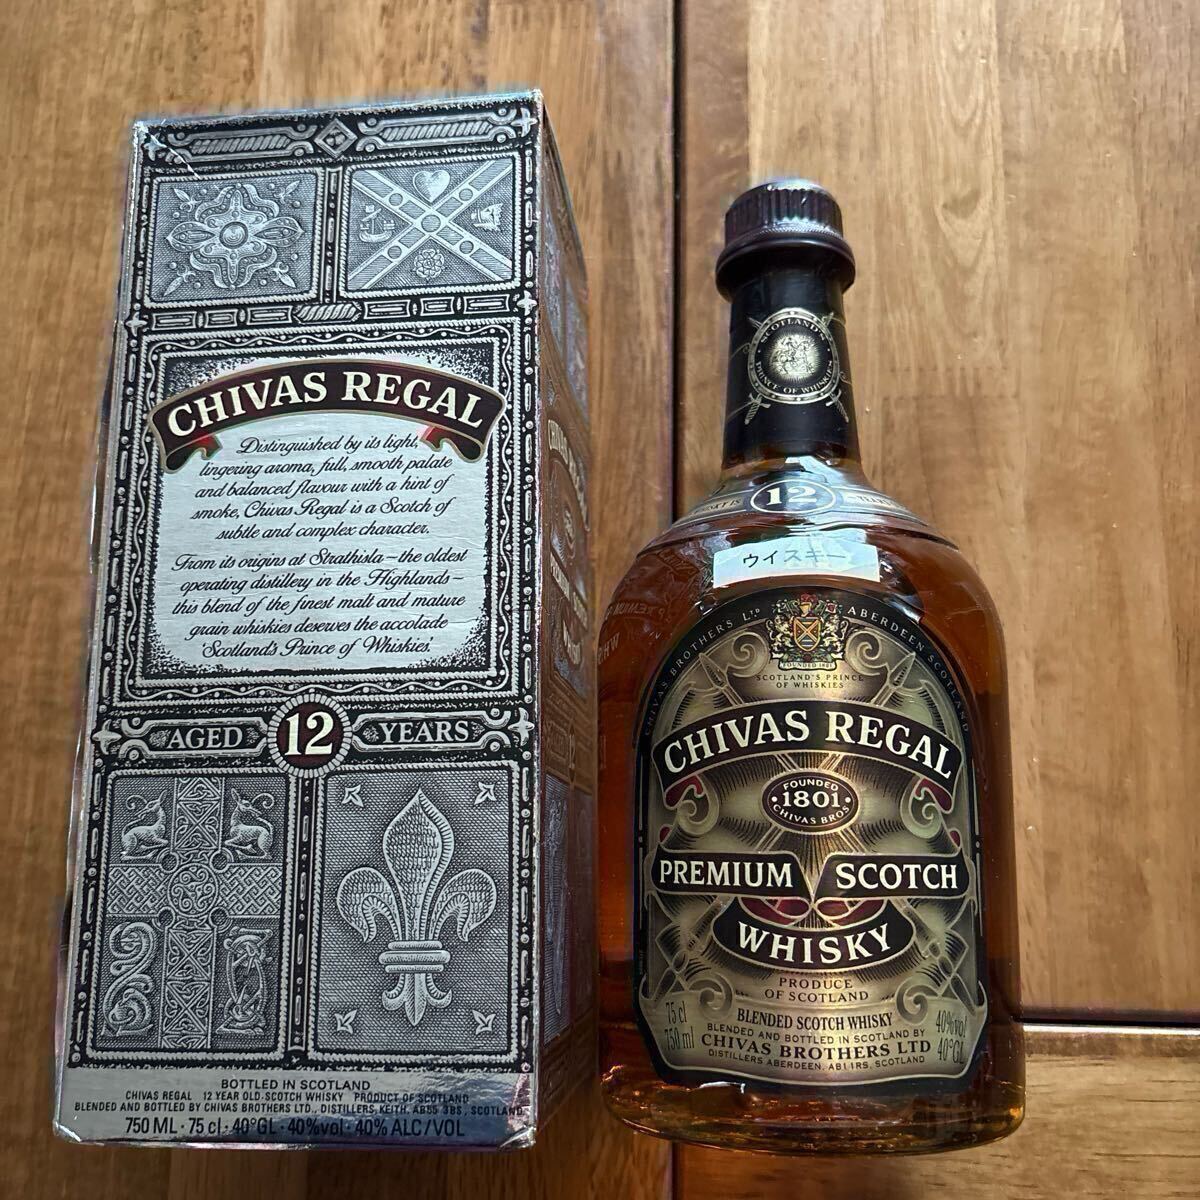 CHIVAS REGAL
Distinguished by its light,
lingering aroma, full, smooth palate
and balanced flavour with a hint of
smoke, Chivas Regal is a Scotch of
subtle and complex character.
From its origins at Strathisla – the oldest
operating distillery in the Highlands –
this blend of the finest malt and mature
grain whiskies deserves the accolade
'Scotland's Prince of Whiskies'.
AGED 12 YEARS
BOTTLED IN SCOTLAND
CHIVAS REGAL 12 YEAR OLD SCOTCH WHISKY PRODUCT OF SCOTLAND
BLENDED AND BOTTLED BY CHIVAS BROTHERS LTD., DISTILLERS, KEITH, AB55 3BS, SCOTLAND
750 ML · 75 cl · 40°GL · 40%vol · 40% ALC/VOL
SCOTLAND'S
PRINCE OF WHISKIES
12
ウイスキー
CHIVAS BROTHERS LTD ABERDEEN SCOTLAND
FOUNDED 1801
SCOTLAND'S PRINCE
OF WHISKIES
CHIVAS REGAL
FOUNDED
1801
CHIVAS BROS
PREMIUM SCOTCH
WHISKY
PRODUCE
OF SCOTLAND
75 cl
750 ml
BLENDED SCOTCH WHISKY
BLENDED AND BOTTLED IN SCOTLAND BY
CHIVAS BROTHERS LTD
DISTILLERS ABERDEEN, AB1 1RS, SCOTLAND
40%vol
40°GL